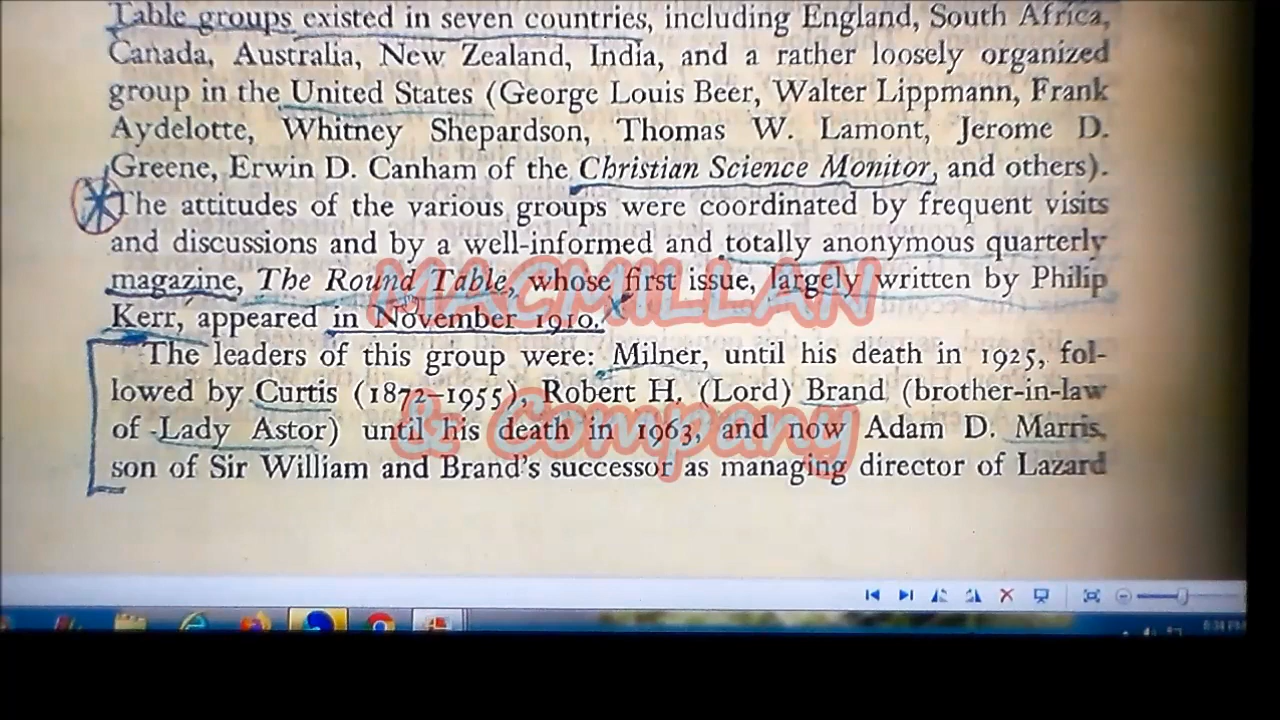 Table groups existed in seven countries, including England, South Africa,
Canada, Australia, New Zealand, India, and a rather loosely organized
group in the United States (George Louis Beer, Walter Lippmann, Frank
Aydelotte, Whitney Shepardson, Thomas W. Lamont, Jerome D.
Greene, Erwin D. Canham of the Christian Science Monitor, and others).
The attitudes of the various groups were coordinated by frequent visits
and discussions and by a well-informed and totally anonymous quarterly
magazine, The Round Table, whose first issue, largely written by Philip
Kerr, appeared in November 1910.
The leaders of this group were: Milner, until his death in 1925, fol-
lowed by Curtis (1872–1955), Robert H. (Lord) Brand (brother-in-law
of Lady Astor) until his death in 1963, and now Adam D. Marris,
son of Sir William and Brand's successor as managing director of Lazard
MACMILLAN
& Company